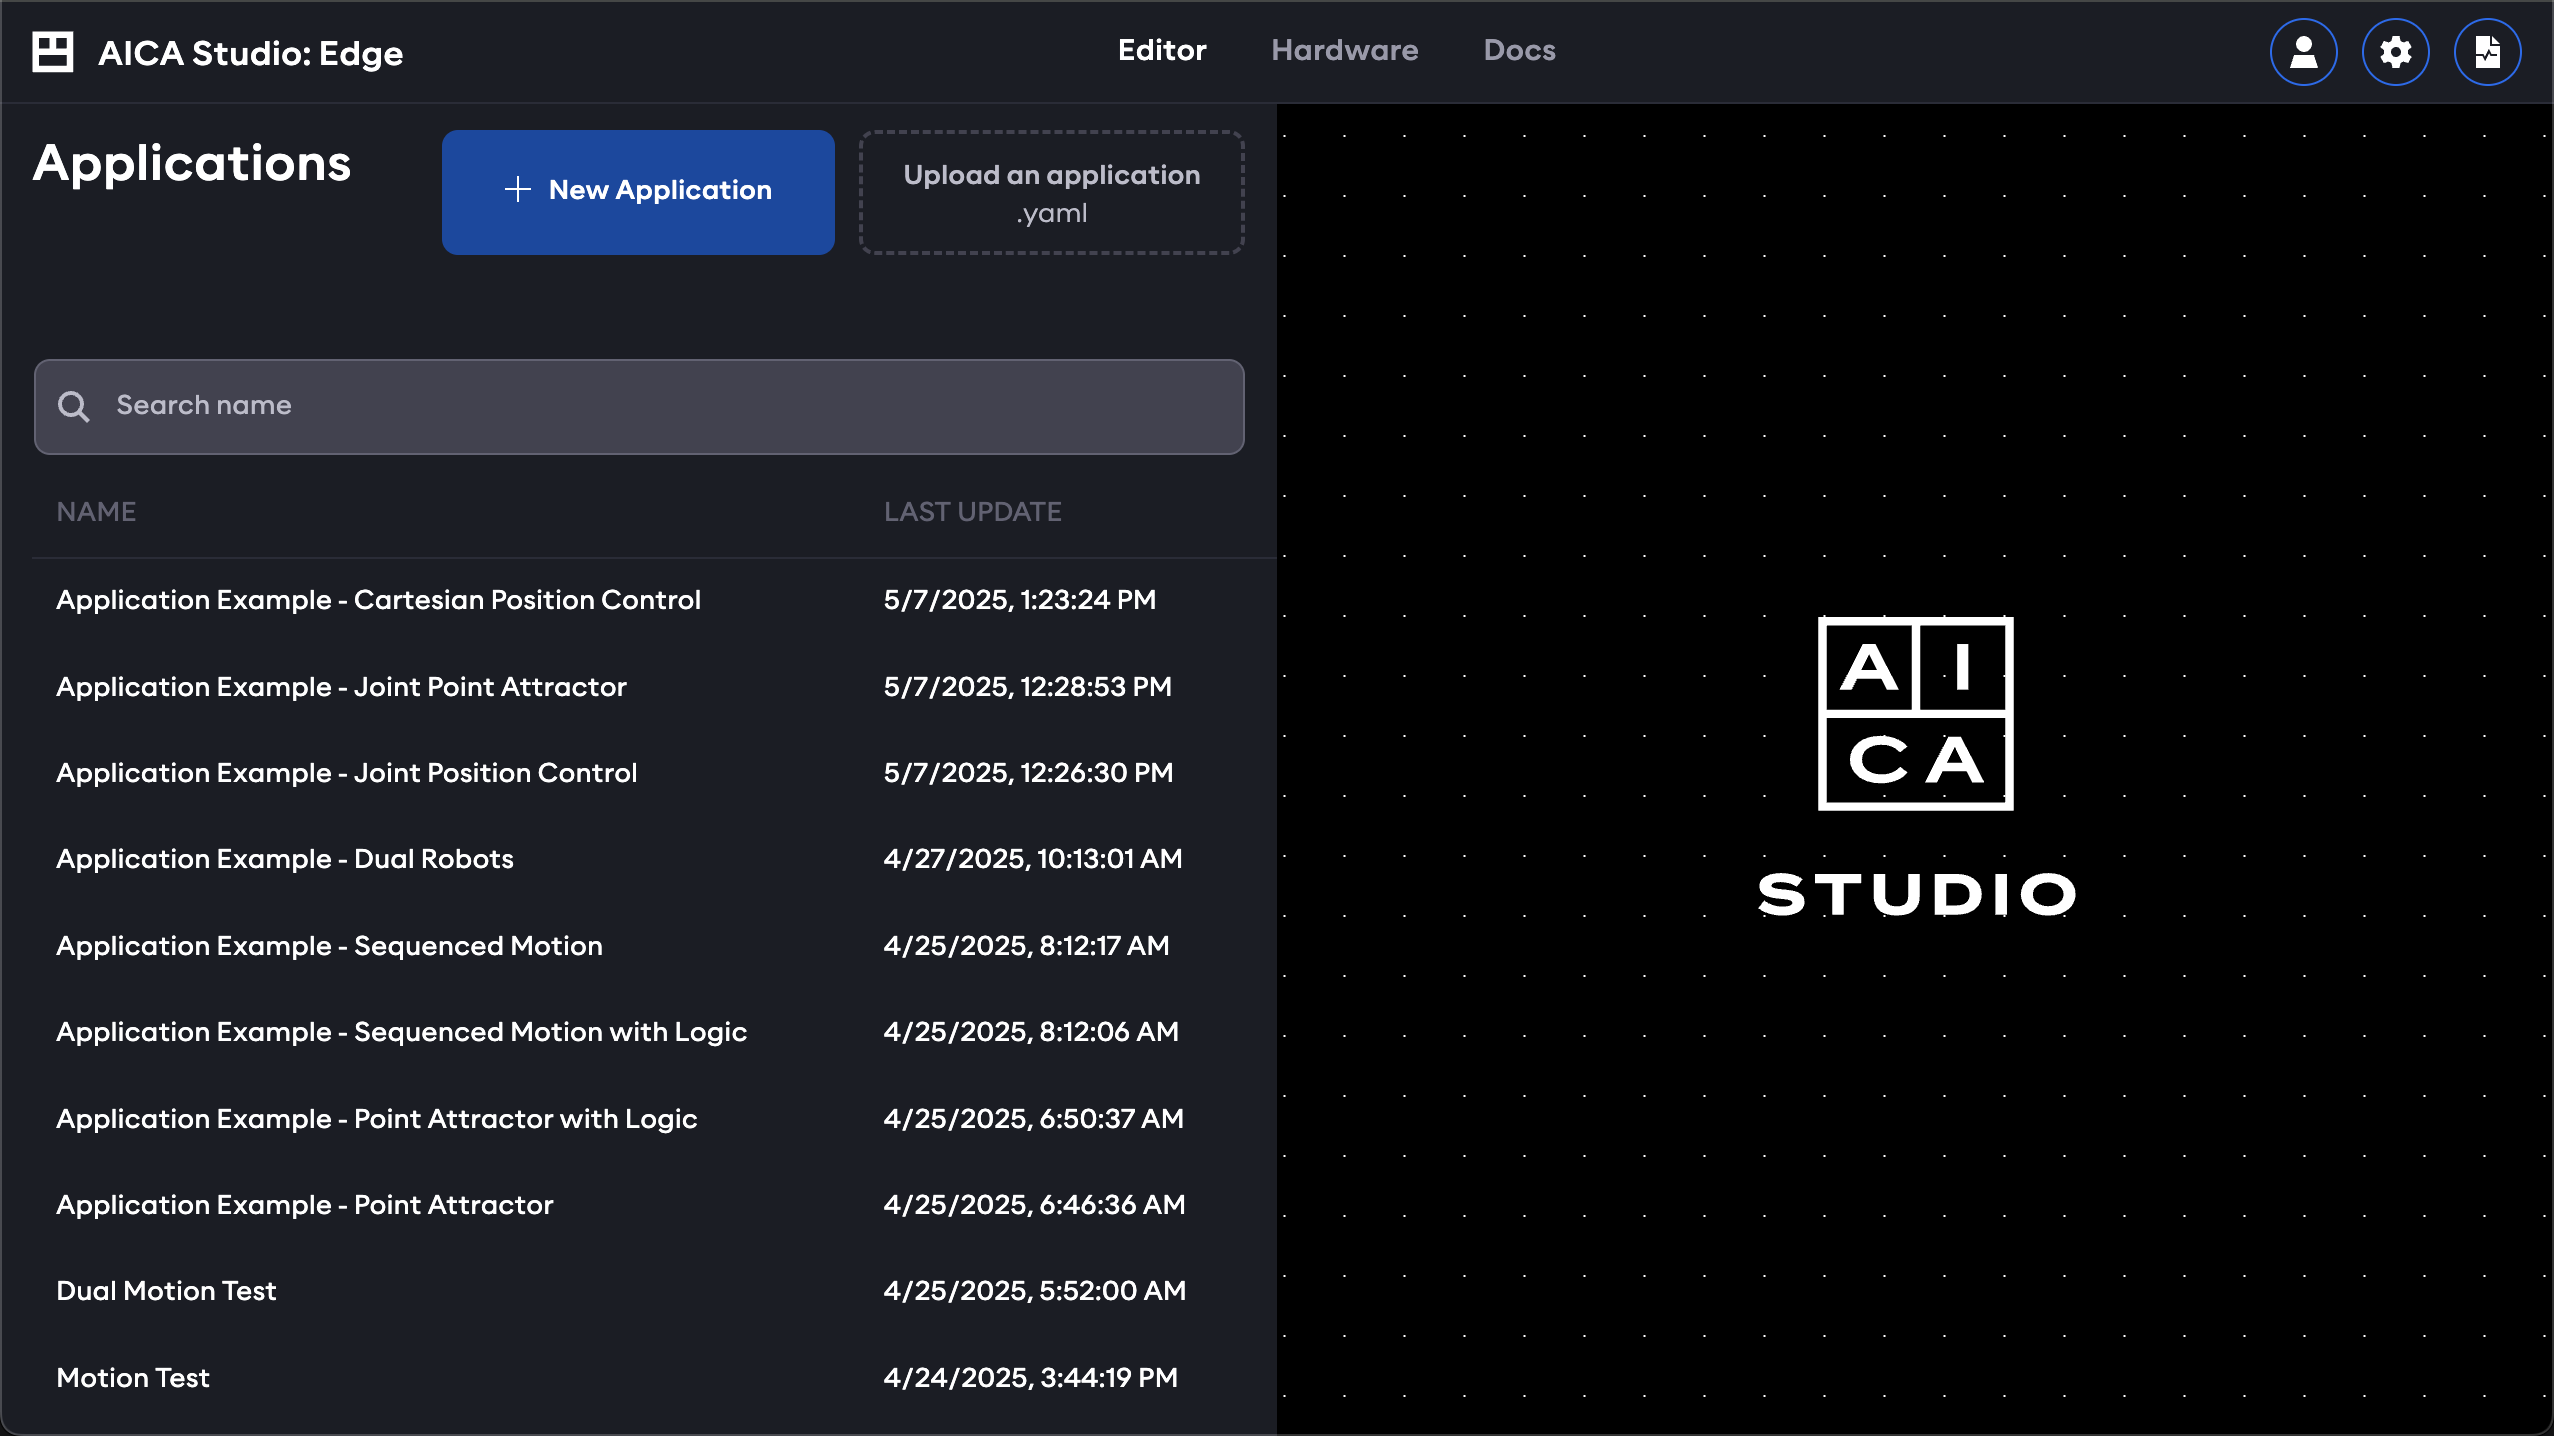 AICA Studio: Edge
Editor Hardware Docs
Applications
New Application
Upload an application
.yaml
Search name
NAME LAST UPDATE
Application Example - Cartesian Position Control 5/7/2025, 1:23:24 PM
Application Example - Joint Point Attractor 5/7/2025, 12:28:53 PM
Application Example - Joint Position Control 5/7/2025, 12:26:30 PM
Application Example - Dual Robots 4/27/2025, 10:13:01 AM
Application Example - Sequenced Motion 4/25/2025, 8:12:17 AM
Application Example - Sequenced Motion with Logic 4/25/2025, 8:12:06 AM
Application Example - Point Attractor with Logic 4/25/2025, 6:50:37 AM
Application Example - Point Attractor 4/25/2025, 6:46:36 AM
Dual Motion Test 4/25/2025, 5:52:00 AM
Motion Test 4/24/2025, 3:44:19 PM
A I
C A
STUDIO